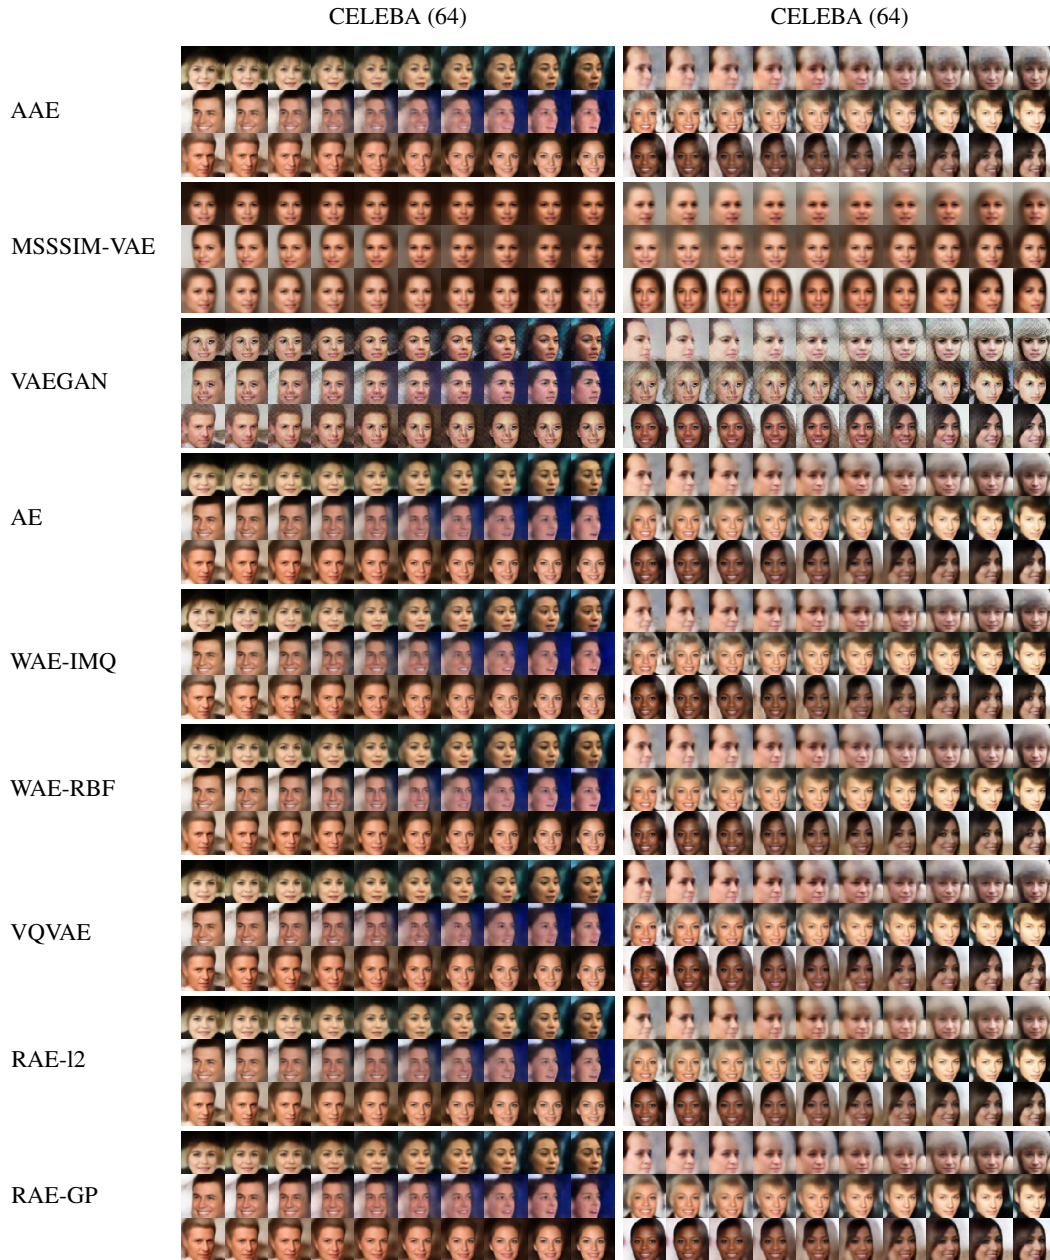 CELEBA (64) CELEBA (64)
AAE
MSSSIM-VAE
VAEGAN
AE
WAE-IMQ
WAE-RBF
VQVAE
RAE-l2
RAE-GP